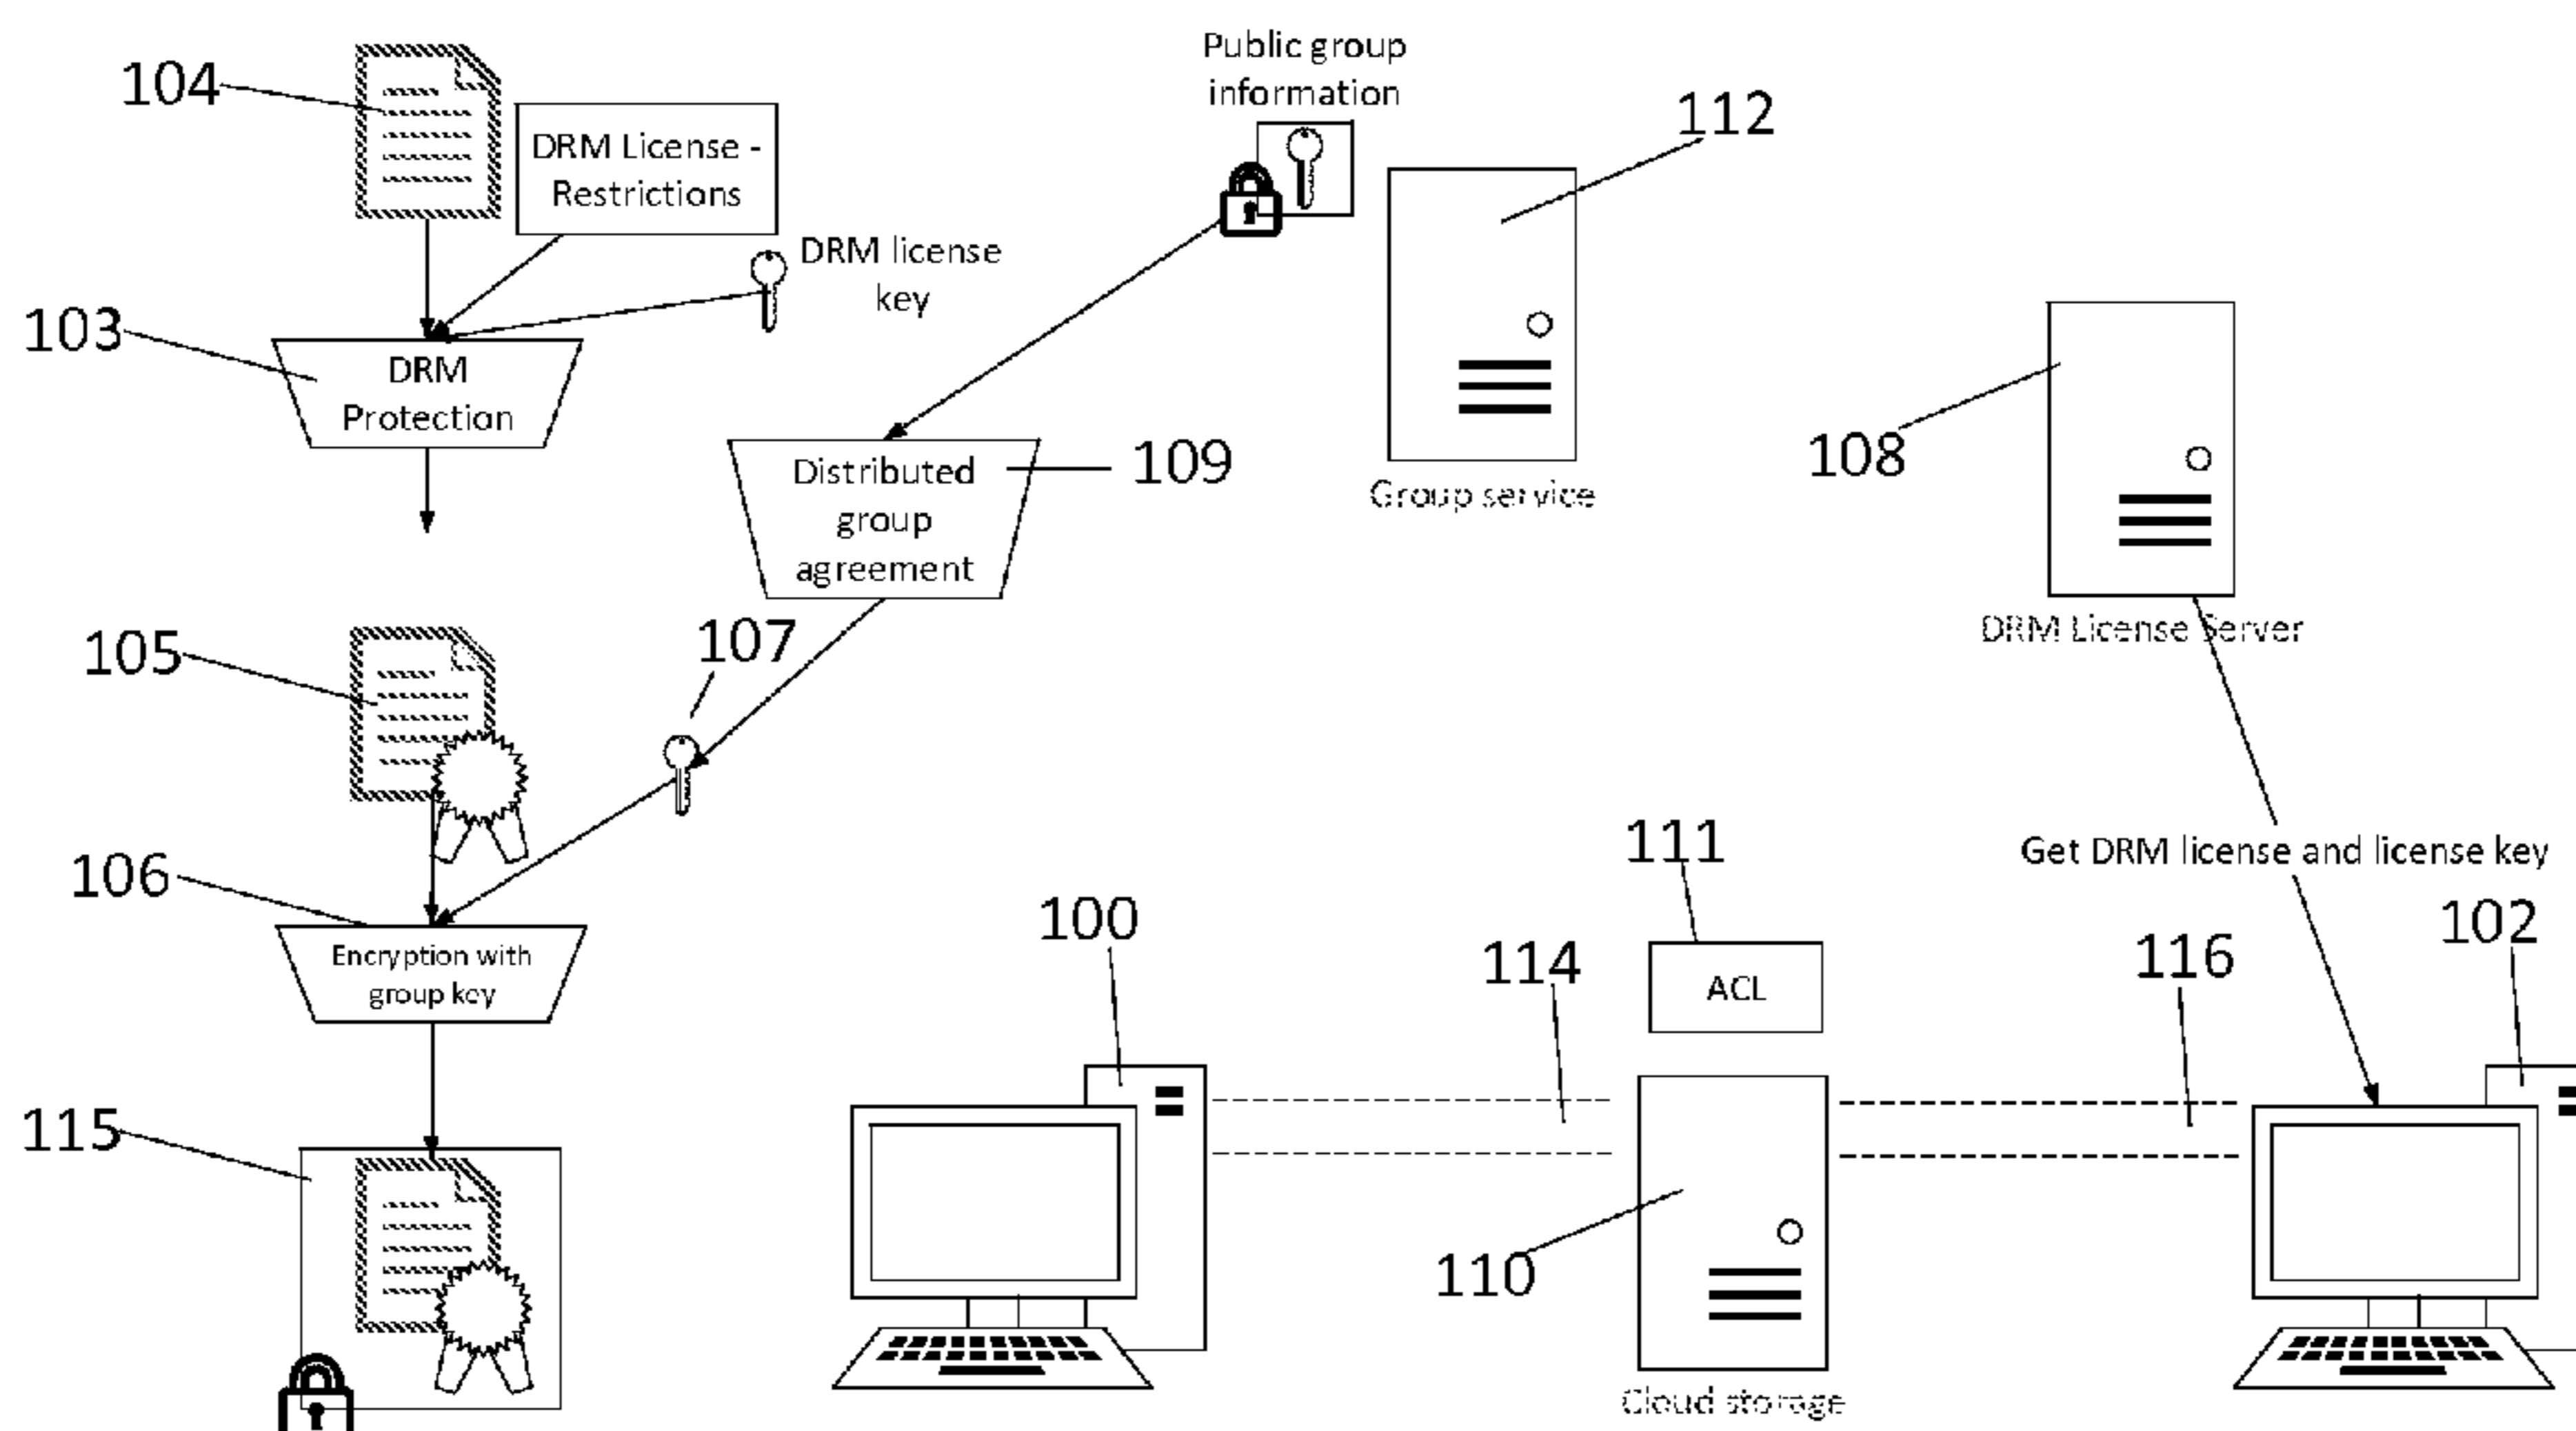 104
DRM License -
Restrictions
DRM license
key
103
DRM
Protection
Public group
information
112
Group service
109
Distributed
group
agreement
108
DRM License Server
105
107
106
Encryption with
group key
115
100
114
111
ACL
110
Cloud storage
Get DRM license and license key
116
102